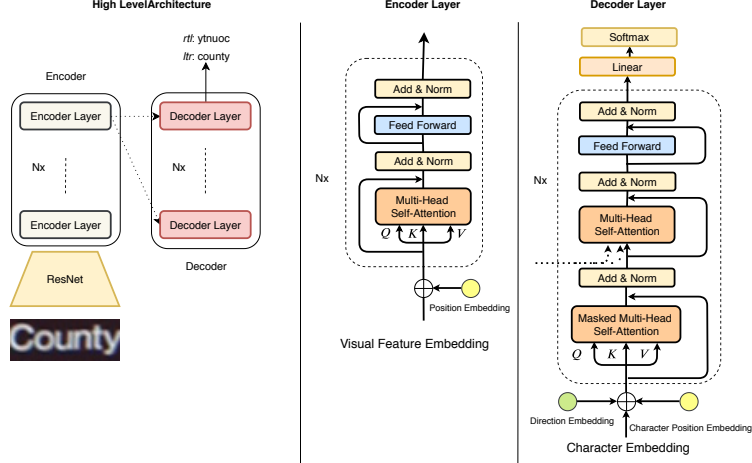 High LevelArchitecture
rtl: ytnuoc
ltr: county
Encoder
Encoder Layer
Decoder Layer
Nx
Nx
Encoder Layer
Decoder Layer
Decoder
ResNet
County
Encoder Layer
Add & Norm
Feed Forward
Add & Norm
Nx
Multi-Head
Self-Attention
Q K V
Position Embedding
Visual Feature Embedding
Decoder Layer
Softmax
Linear
Add & Norm
Feed Forward
Nx
Add & Norm
Multi-Head
Self-Attention
Add & Norm
Masked Multi-Head
Self-Attention
Q K V
Direction Embedding
Character Position Embedding
Character Embedding